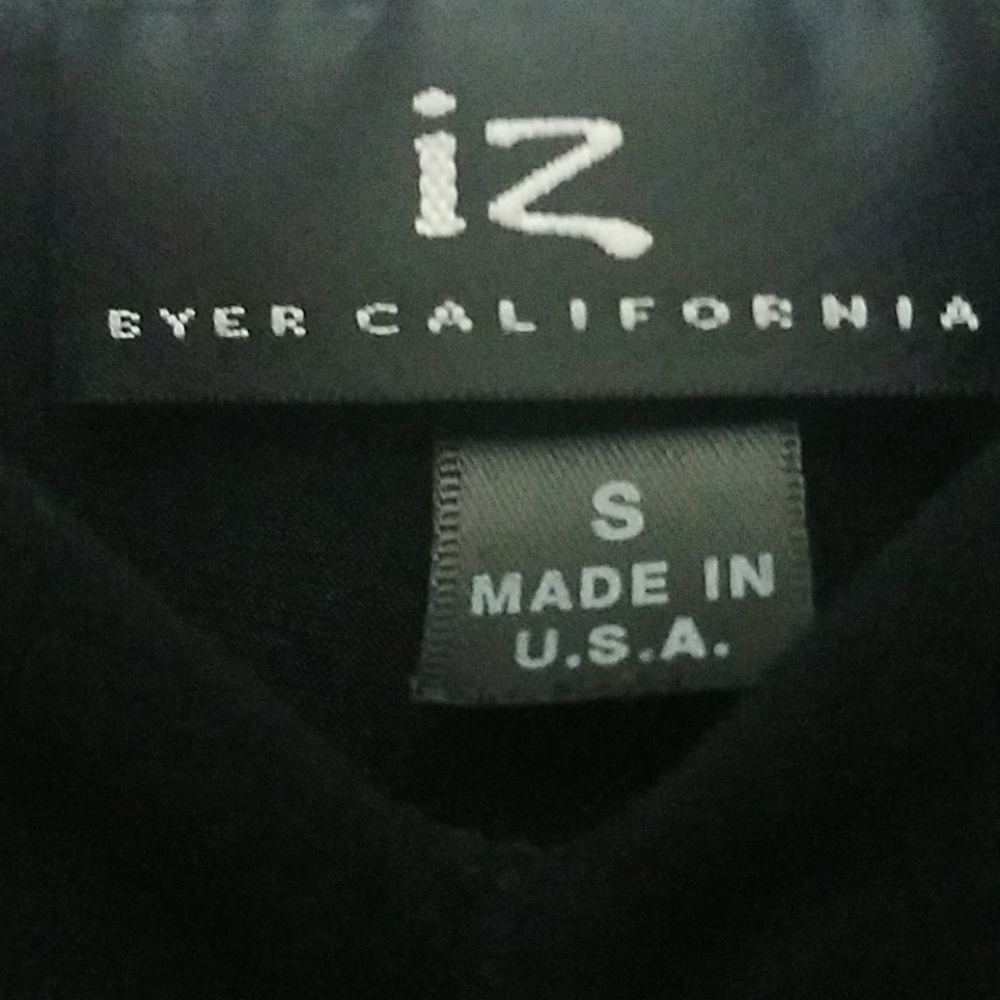 iz
BYER CALIFORNIA
S
MADE IN
U.S.A.